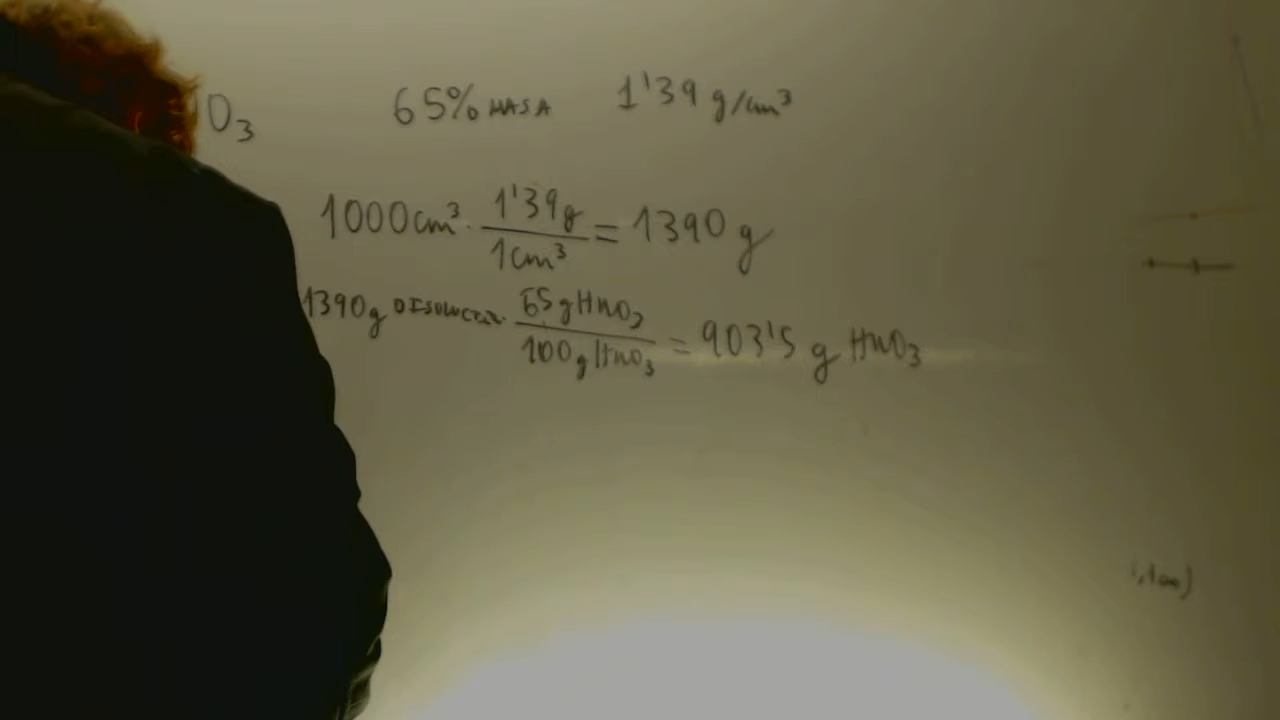 O₃ 65% MASA 1'39 g/cm³
1000 cm³ · 1'39 g / 1 cm³ = 1390 g
1390 g DISOLUCIÓN · 65 g HNO₃ / 100 g HNO₃ = 903'5 g HNO₃